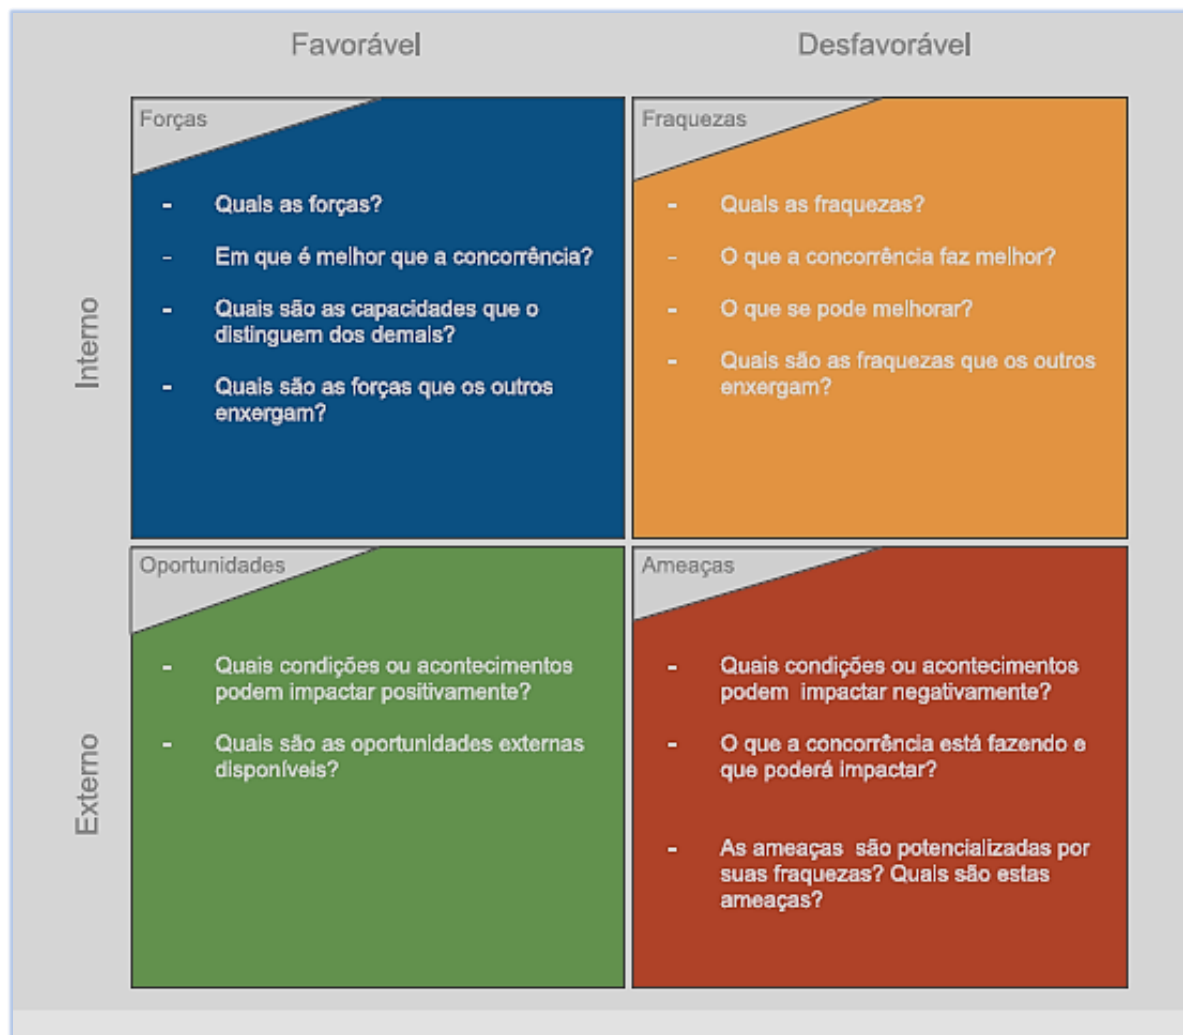 Favorável
Desfavorável
Interno
Forças
- Quais as forças?
- Em que é melhor que a concorrência?
- Quais são as capacidades que o
distinguem dos demais?
- Quais são as forças que os outros
enxergam?
Fraquezas
- Quais as fraquezas?
- O que a concorrência faz melhor?
- O que se pode melhorar?
- Quais são as fraquezas que os outros
enxergam?
Externo
Oportunidades
- Quais condições ou acontecimentos
podem impactar positivamente?
- Quais são as oportunidades externas
disponíveis?
Ameaças
- Quais condições ou acontecimentos
podem  impactar negativamente?
- O que a concorrência está fazendo e
que poderá impactar?
- As ameaças  são potencializadas por
suas fraquezas? Quais são estas
ameaças?